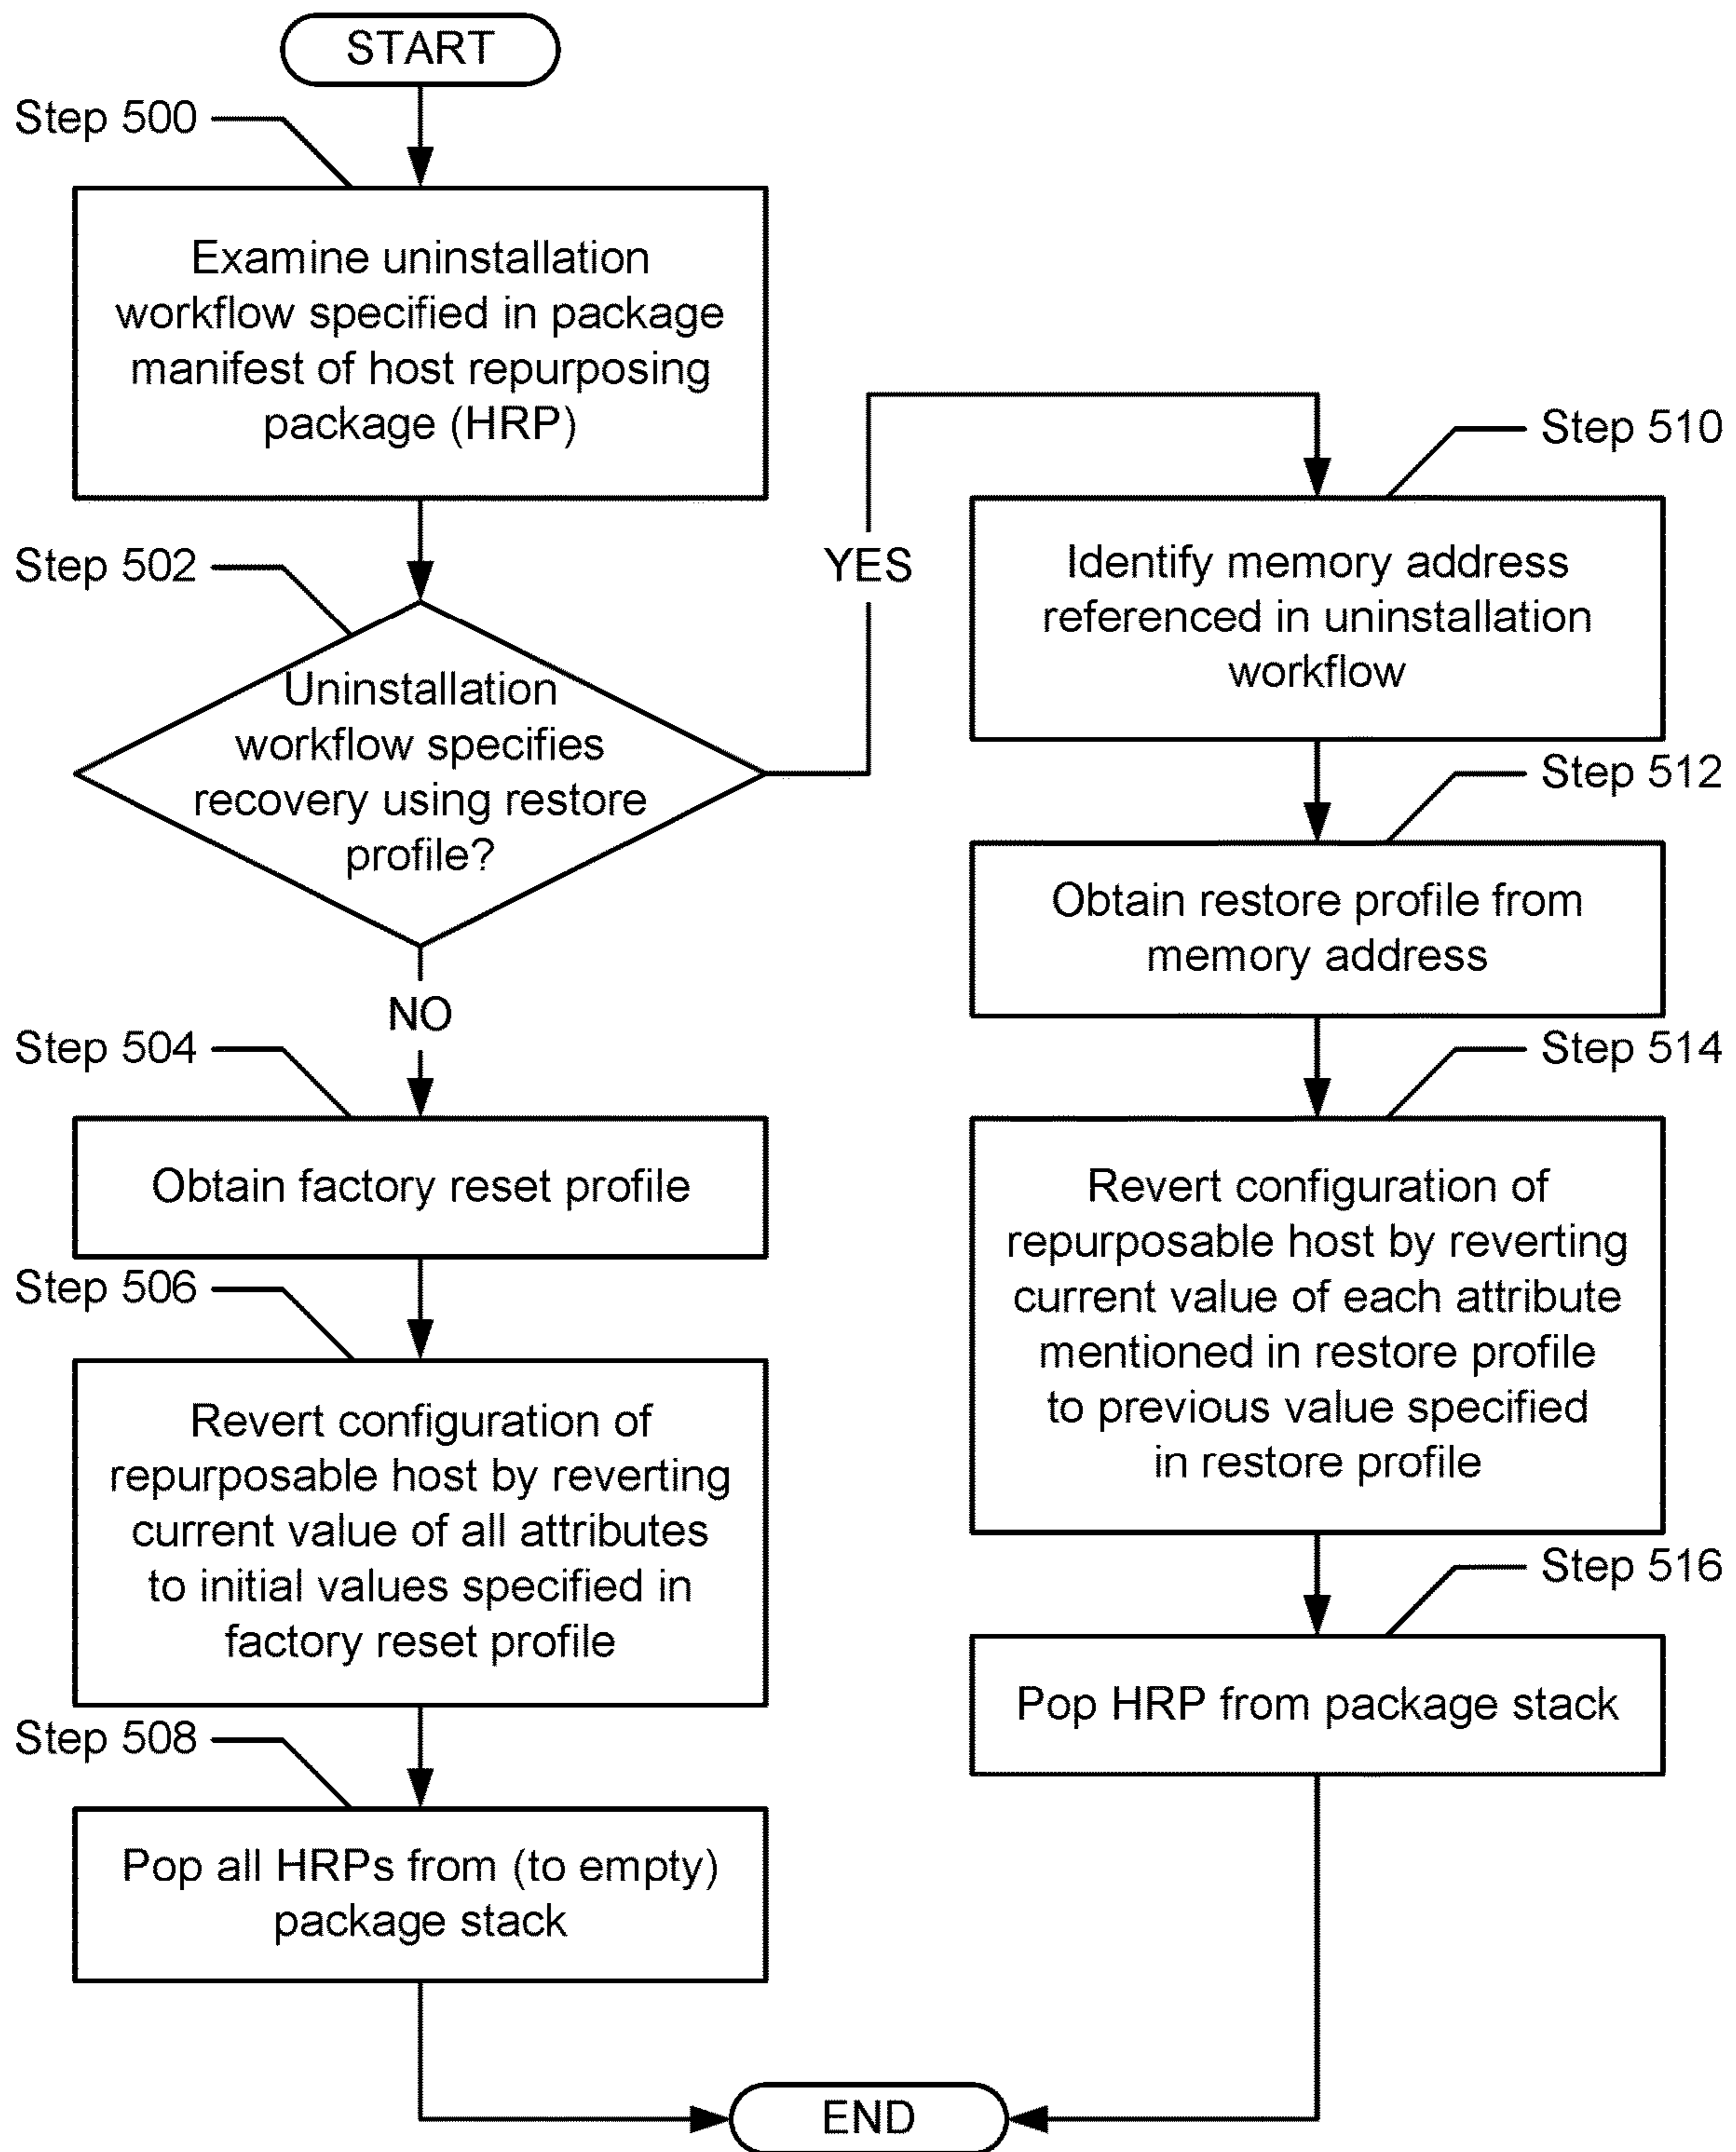 START
Step 500
Examine uninstallation
workflow specified in package
manifest of host repurposing
package (HRP)
Step 502
Uninstallation
workflow specifies
recovery using restore
profile?
YES
NO
Step 504
Obtain factory reset profile
Step 506
Revert configuration of
repurposable host by reverting
current value of all attributes
to initial values specified in
factory reset profile
Step 508
Pop all HRPs from (to empty)
package stack
Step 510
Identify memory address
referenced in uninstallation
workflow
Step 512
Obtain restore profile from
memory address
Step 514
Revert configuration of
repurposable host by reverting
current value of each attribute
mentioned in restore profile
to previous value specified
in restore profile
Step 516
Pop HRP from package stack
END